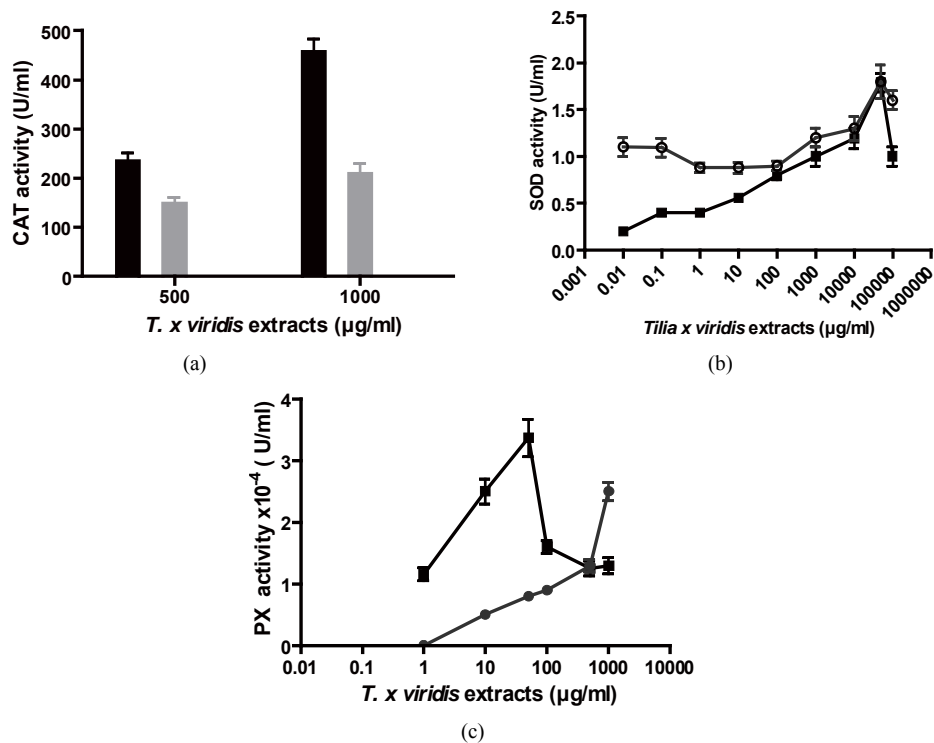 CAT activity (U/ml)
500
400
300
200
100
0
500 1000
T. x viridis extracts (µg/ml)
(a)
SOD activity (U/ml)
2.5
2.0
1.5
1.0
0.5
0.0
0.001 0.01 0.1 1 10 100 1000 10000 100000 1000000
Tilia x viridis extracts (µg/ml)
(b)
PX activity x10-4 ( U/ml)
4
3
2
1
0
0.01 0.1 1 10 100 1000 10000
T. x viridis extracts (µg/ml)
(c)